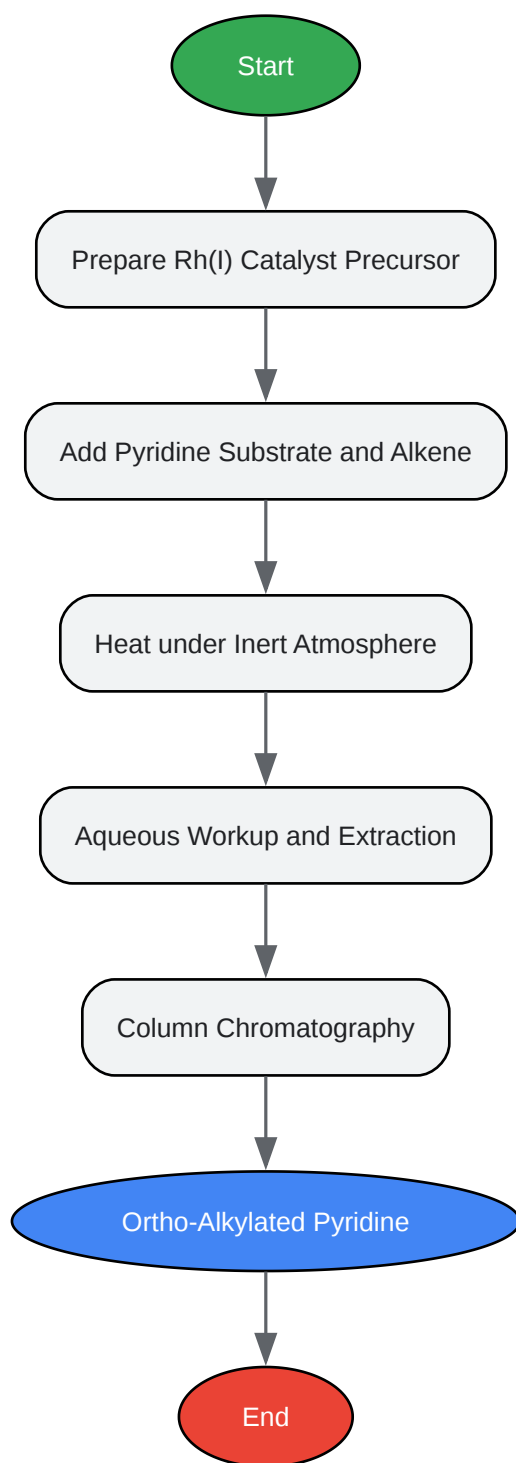 Start
Prepare Rh(I) Catalyst Precursor
Add Pyridine Substrate and Alkene
Heat under Inert Atmosphere
Aqueous Workup and Extraction
Column Chromatography
Ortho-Alkylated Pyridine
End